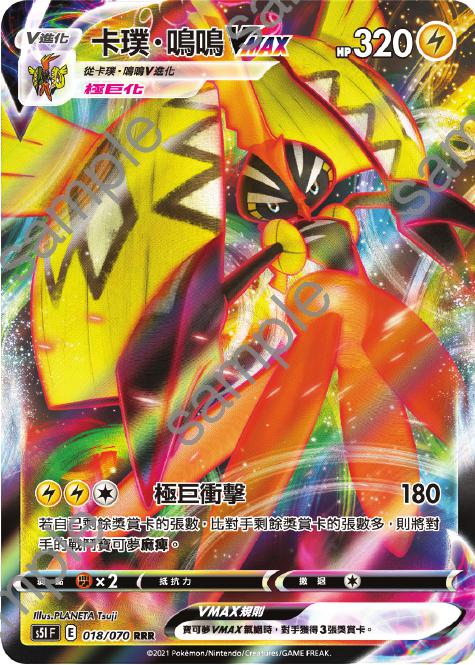 V進化
卡璞・鳴鳴VMAX
HP320
從卡璞・鳴鳴V進化
極巨化
sample
sample
sample
sample
sample
極巨衝擊 180
若自己剩餘獎賞卡的張數,比對手剩餘獎賞卡的張數多,則將對
手的戰鬥寶可夢麻痺。
弱點 ×2 抵抗力 撤退
Illus.PLANETA Tsuji
VMAX規則
s5I F E 018/070 RRR
寶可夢VMAX氣絕時,對手獲得3張獎賞卡。
©2021 Pokémon/Nintendo/Creatures/GAME FREAK.